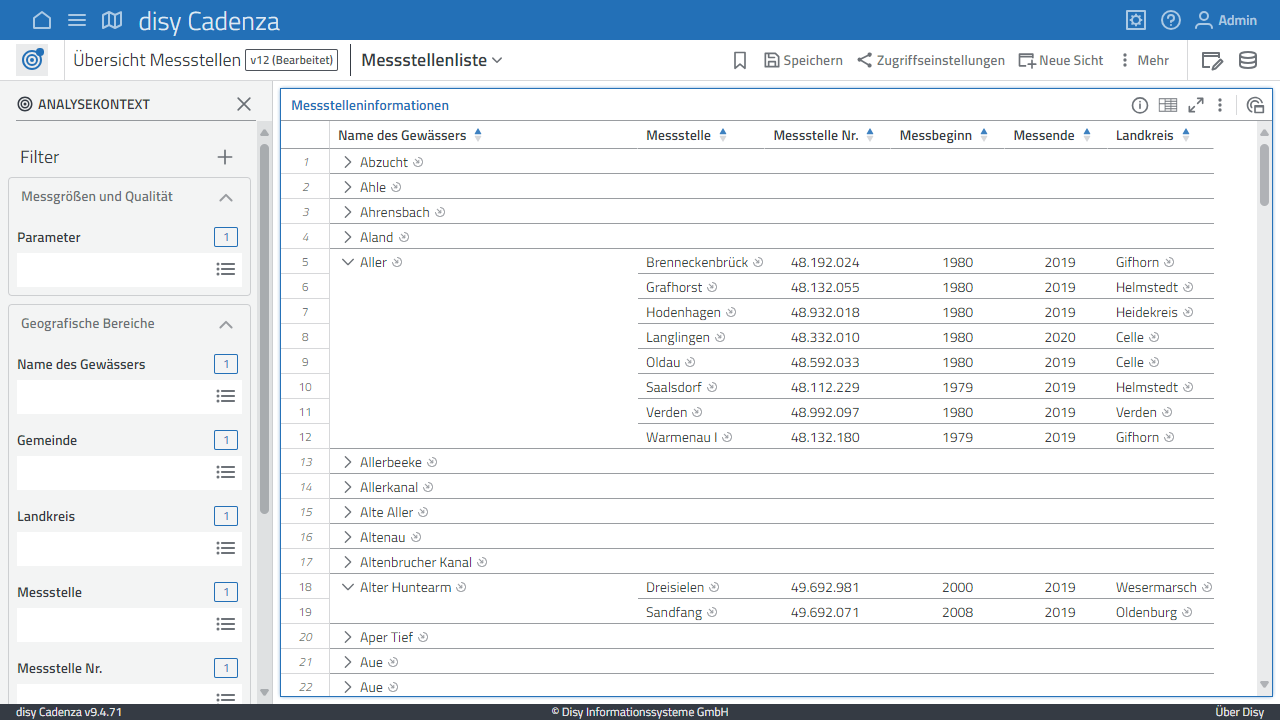 disy Cadenza Admin
Übersicht Messstellen v12 (Bearbeitet) Messstellenliste Speichern Zugriffseinstellungen Neue Sicht Mehr
ANALYSEKONTEXT
Filter
Messgrößen und Qualität
Parameter 1
Geografische Bereiche
Name des Gewässers 1
Gemeinde 1
Landkreis 1
Messstelle 1
Messstelle Nr. 1
Messstelleninformationen
Name des Gewässers Messstelle Messstelle Nr. Messbeginn Messende Landkreis
1 Abzucht
2 Ahle
3 Ahrensbach
4 Aland
5 Aller Brenneckenbrück 48.192.024 1980 2019 Gifhorn
6 Grafhorst 48.132.055 1980 2019 Helmstedt
7 Hodenhagen 48.932.018 1980 2019 Heidekreis
8 Langlingen 48.332.010 1980 2020 Celle
9 Oldau 48.592.033 1980 2019 Celle
10 Saalsdorf 48.112.229 1979 2019 Helmstedt
11 Verden 48.992.097 1980 2019 Verden
12 Warmenau I 48.132.180 1979 2019 Gifhorn
13 Allerbeeke
14 Allerkanal
15 Alte Aller
16 Altenau
17 Altenbrucher Kanal
18 Alter Huntearm Dreisielen 49.692.981 2000 2019 Wesermarsch
19 Sandfang 49.692.071 2008 2019 Oldenburg
20 Aper Tief
21 Aue
22 Aue
disy Cadenza v9.4.71 © Disy Informationssysteme GmbH Über Disy